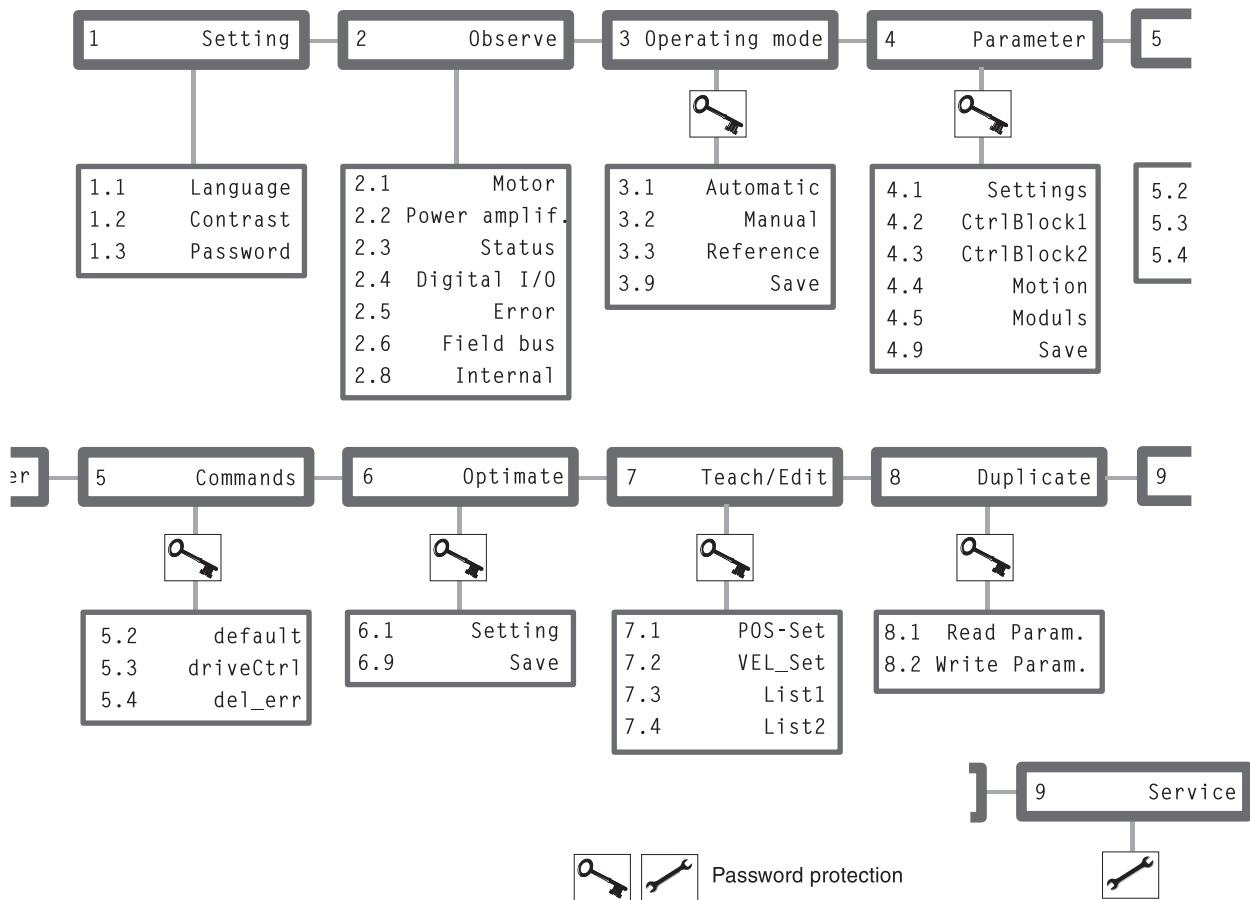 1 Setting
2 Observe
3 Operating mode
4 Parameter
5
1.1 Language
1.2 Contrast
1.3 Password
2.1 Motor
2.2 Power amplif.
2.3 Status
2.4 Digital I/O
2.5 Error
2.6 Field bus
2.8 Internal
3.1 Automatic
3.2 Manual
3.3 Reference
3.9 Save
4.1 Settings
4.2 CtrlBlock1
4.3 CtrlBlock2
4.4 Motion
4.5 Moduls
4.9 Save
5.2
5.3
5.4
er
5 Commands
6 Optimate
7 Teach/Edit
8 Duplicate
9
5.2 default
5.3 driveCtrl
5.4 del_err
6.1 Setting
6.9 Save
7.1 POS-Set
7.2 VEL_Set
7.3 List1
7.4 List2
8.1 Read Param.
8.2 Write Param.
9 Service
Password protection